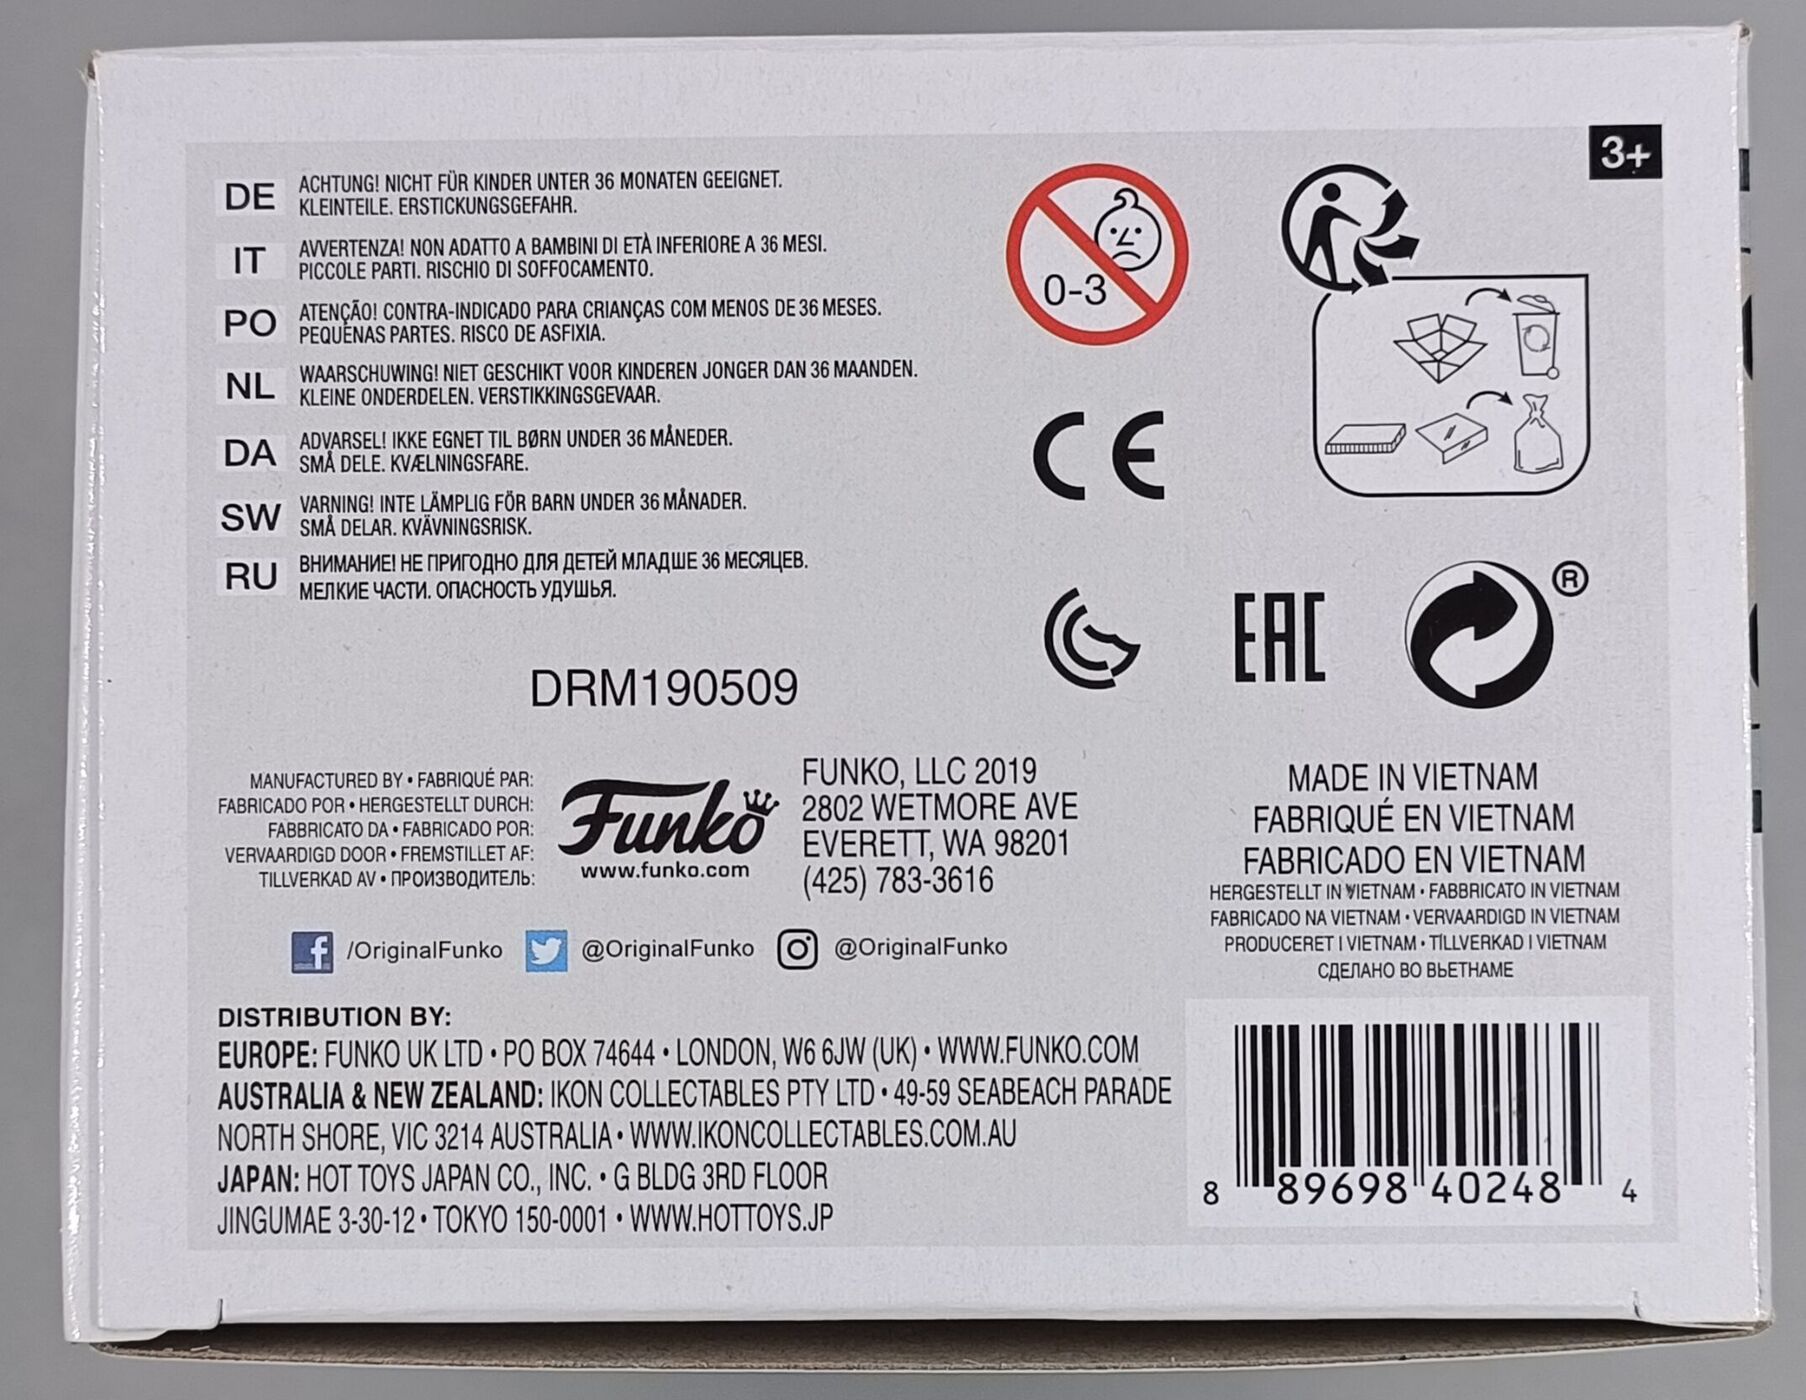 3+
DE
ACHTUNG! NICHT FÜR KINDER UNTER 36 MONATEN GEEIGNET.
KLEINTEILE. ERSTICKUNGSGEFAHR.
IT
AVVERTENZA! NON ADATTO A BAMBINI DI ETÀ INFERIORE A 36 MESI.
PICCOLE PARTI. RISCHIO DI SOFFOCAMENTO.
PO
ATENÇÃO! CONTRA-INDICADO PARA CRIANÇAS COM MENOS DE 36 MESES.
PEQUENAS PARTES. RISCO DE ASFIXIA.
NL
WAARSCHUWING! NIET GESCHIKT VOOR KINDEREN JONGER DAN 36 MAANDEN.
KLEINE ONDERDELEN. VERSTIKKINGSGEVAAR.
DA
ADVARSEL! IKKE EGNET TIL BØRN UNDER 36 MÅNEDER.
SMÅ DELE. KVÆLNINGSFARE.
SW
VARNING! INTE LÄMPLIG FÖR BARN UNDER 36 MÅNADER.
SMÅ DELAR. KVÄVNINGSRISK.
RU
ВНИМАНИЕ! НЕ ПРИГОДНО ДЛЯ ДЕТЕЙ МЛАДШЕ 36 МЕСЯЦЕВ.
МЕЛКИЕ ЧАСТИ. ОПАСНОСТЬ УДУШЬЯ.
0-3
CE
EAC
®
DRM190509
MANUFACTURED BY • FABRIQUÉ PAR:
FABRICADO POR • HERGESTELLT DURCH:
FABBRICATO DA • FABRICADO POR:
VERVAARDIGD DOOR • FREMSTILLET AF:
TILLVERKAD AV • ПРОИЗВОДИТЕЛЬ:
Funko
www.funko.com
FUNKO, LLC 2019
2802 WETMORE AVE
EVERETT, WA 98201
(425) 783-3616
/OriginalFunko @OriginalFunko @OriginalFunko
MADE IN VIETNAM
FABRIQUÉ EN VIETNAM
FABRICADO EN VIETNAM
HERGESTELLT IN VIETNAM • FABBRICATO IN VIETNAM
FABRICADO NA VIETNAM • VERVAARDIGD IN VIETNAM
PRODUCERET I VIETNAM • TILLVERKAD I VIETNAM
СДЕЛАНО ВО ВЬЕТНАМЕ
DISTRIBUTION BY:
EUROPE: FUNKO UK LTD • PO BOX 74644 • LONDON, W6 6JW (UK) • WWW.FUNKO.COM
AUSTRALIA & NEW ZEALAND: IKON COLLECTABLES PTY LTD • 49-59 SEABEACH PARADE
NORTH SHORE, VIC 3214 AUSTRALIA • WWW.IKONCOLLECTABLES.COM.AU
JAPAN: HOT TOYS JAPAN CO., INC. • G BLDG 3RD FLOOR
JINGUMAE 3-30-12 • TOKYO 150-0001 • WWW.HOTTOYS.JP
8 89698 40248 4